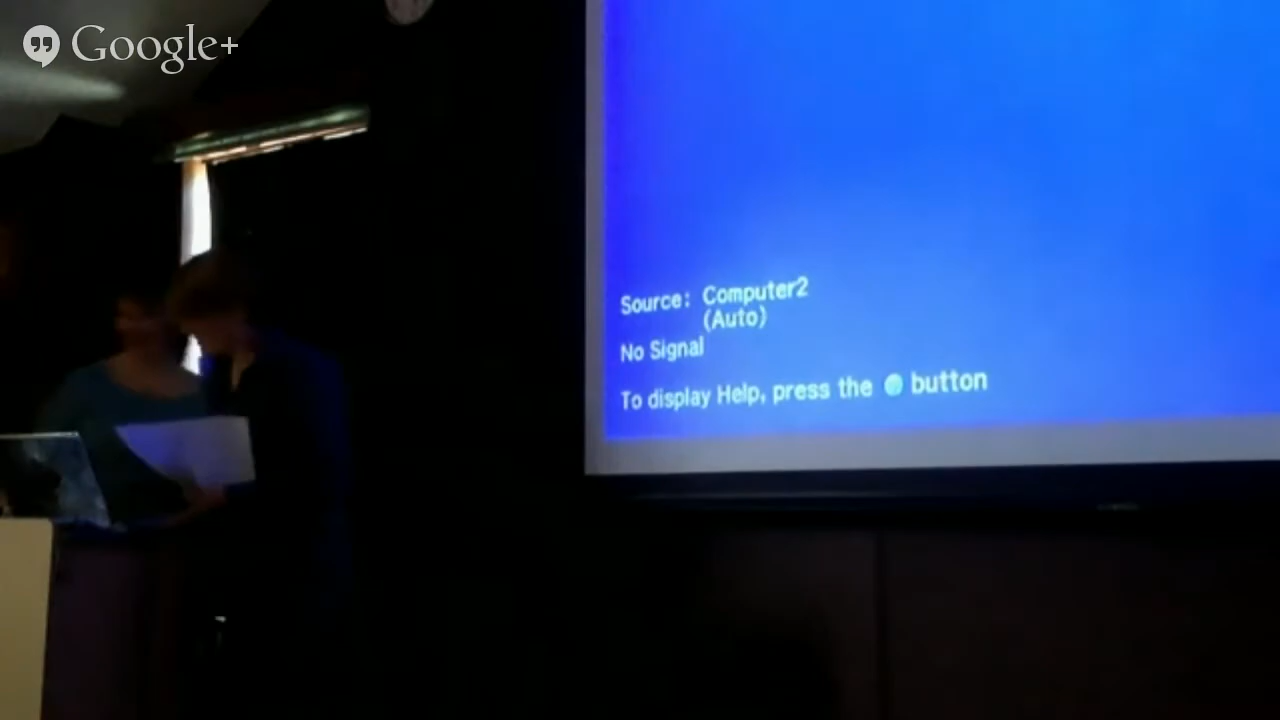 Google+
Source: Computer2
(Auto)
No Signal
To display Help, press the button